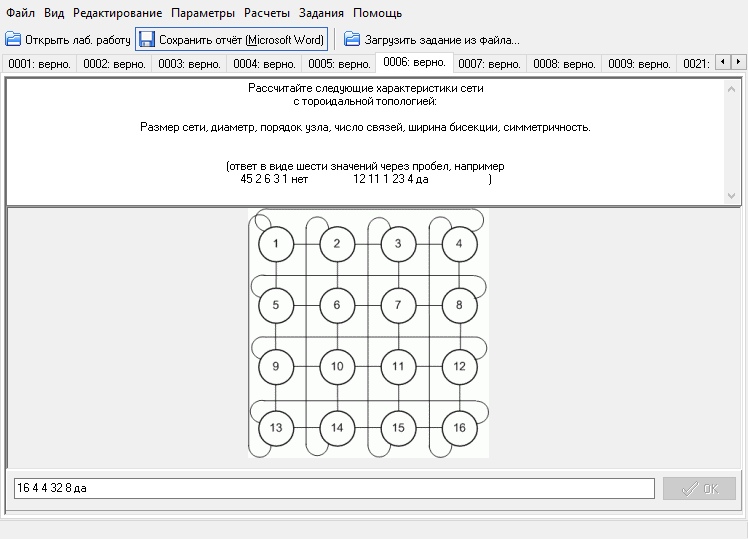 Файл Вид Редактирование Параметры Расчеты Задания Помощь
Открыть лаб. работу Сохранить отчёт (Microsoft Word) Загрузить задание из файла...
0001: верно. 0002: верно. 0003: верно. 0004: верно. 0005: верно. 0006: верно. 0007: верно. 0008: верно. 0009: верно. 0021:
Рассчитайте следующие характеристики сети
с тороидальной топологией:
Размер сети, диаметр, порядок узла, число связей, ширина бисекции, симметричность.
(ответ в виде шести значений через пробел, например
45 2 6 3 1 нет 12 11 1 23 4 да )
1 2 3 4
5 6 7 8
9 10 11 12
13 14 15 16
16 4 4 32 8 да OK